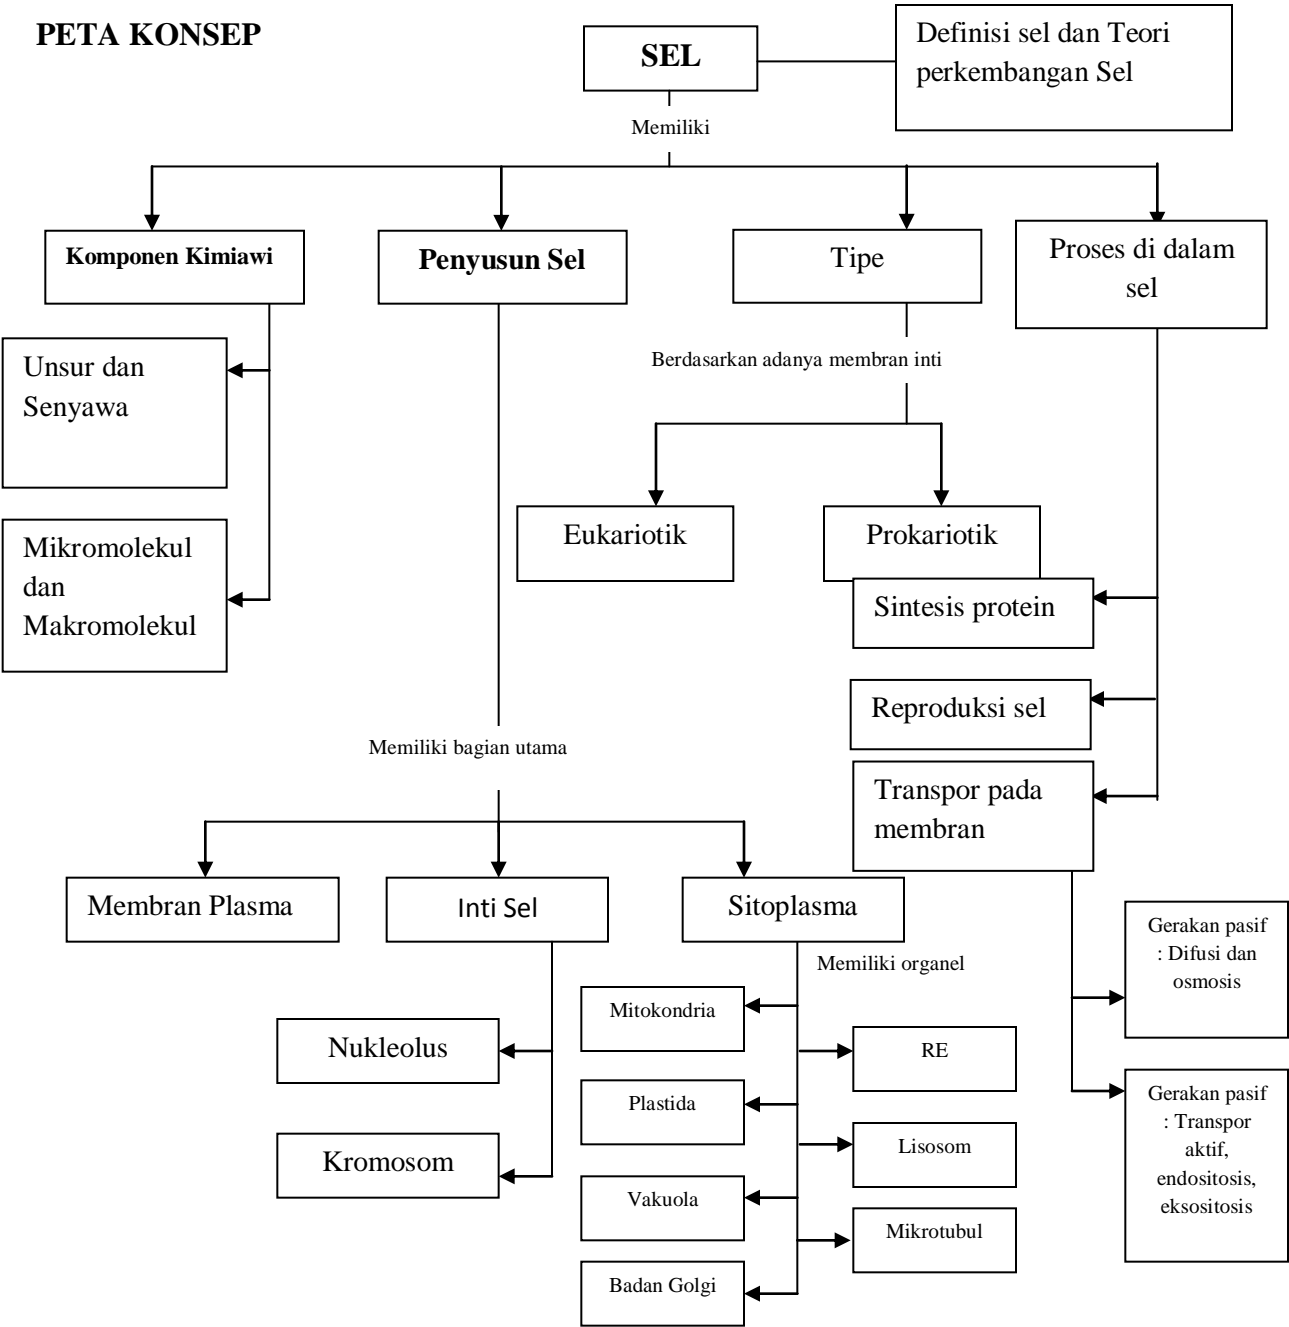 PETA KONSEP
SEL
Definisi sel dan Teori
perkembangan Sel
Memiliki
Komponen Kimiawi
Penyusun Sel
Tipe
Proses di dalam
sel
Unsur dan
Senyawa
Berdasarkan adanya membran inti
Mikromolekul
dan
Makromolekul
Eukariotik
Prokariotik
Sintesis protein
Reproduksi sel
Memiliki bagian utama
Transpor pada
membran
Membran Plasma
Inti Sel
Sitoplasma
Memiliki organel
Gerakan pasif
: Difusi dan
osmosis
Nukleolus
Kromosom
Mitokondria
RE
Plastida
Lisosom
Vakuola
Mikrotubul
Badan Golgi
Gerakan pasif
: Transpor
aktif,
endositosis,
eksositosis